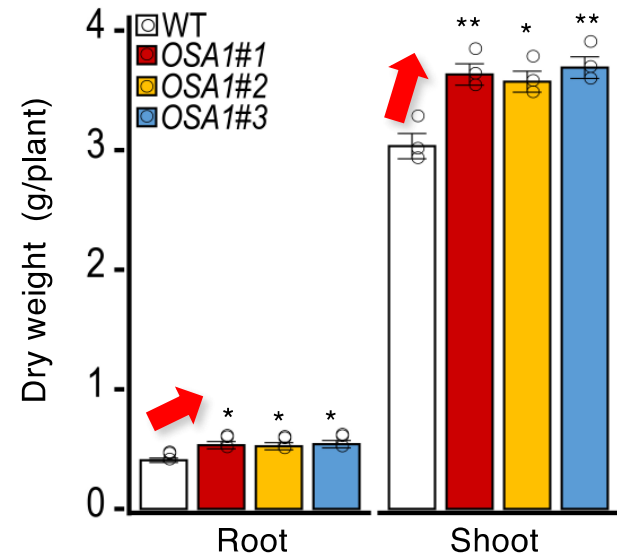 Dry weight (g/plant)
4
3
2
1
0
WT
OSA1#1
OSA1#2
OSA1#3
* * *
** * **
Root Shoot